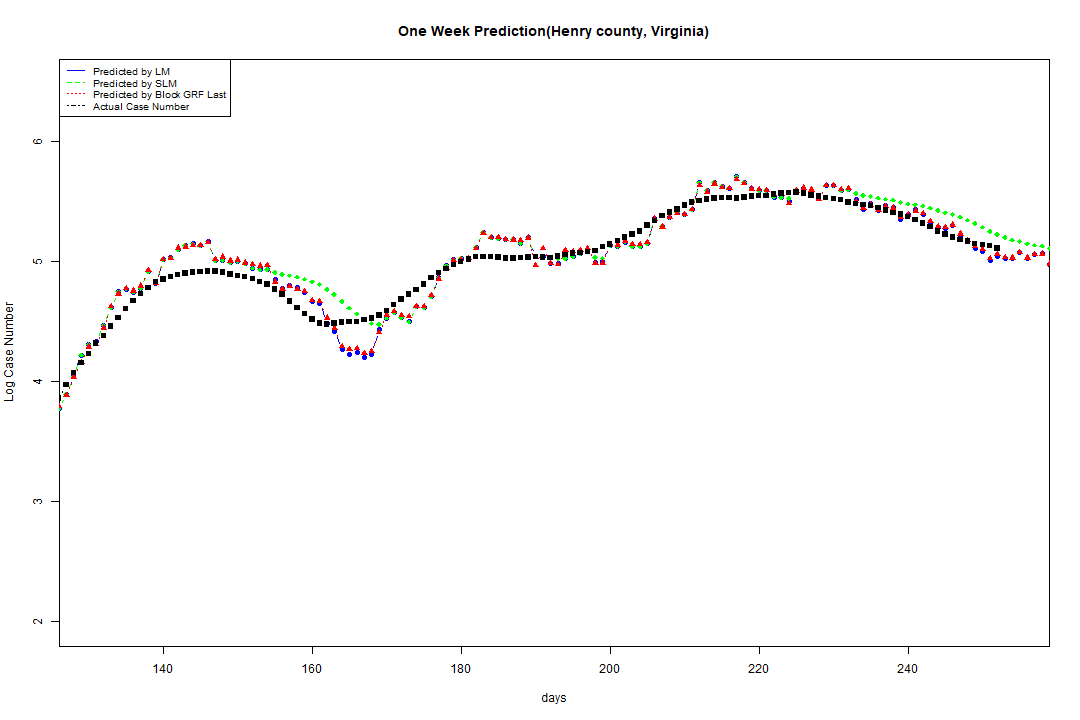 One Week Prediction(Henry county, Virginia)
Predicted by LM
Predicted by SLM
Predicted by Block GRF Last
Actual Case Number
6
5
4
3
2
Log Case Number
140 160 180 200 220 240
days